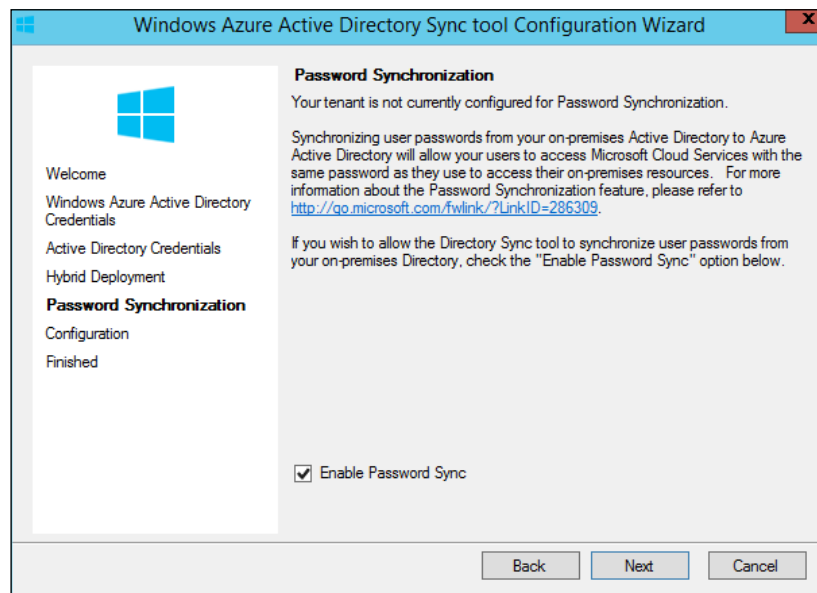 Windows Azure Active Directory Sync tool Configuration Wizard
X
Welcome
Windows Azure Active Directory
Credentials
Active Directory Credentials
Hybrid Deployment
Password Synchronization
Configuration
Finished
Password Synchronization
Your tenant is not currently configured for Password Synchronization.
Synchronizing user passwords from your on-premises Active Directory to Azure
Active Directory will allow your users to access Microsoft Cloud Services with the
same password as they use to access their on-premises resources. For more
information about the Password Synchronization feature, please refer to
http://go.microsoft.com/fwlink/?LinkID=286309.
If you wish to allow the Directory Sync tool to synchronize user passwords from
your on-premises Directory, check the "Enable Password Sync" option below.
Enable Password Sync
Back
Next
Cancel